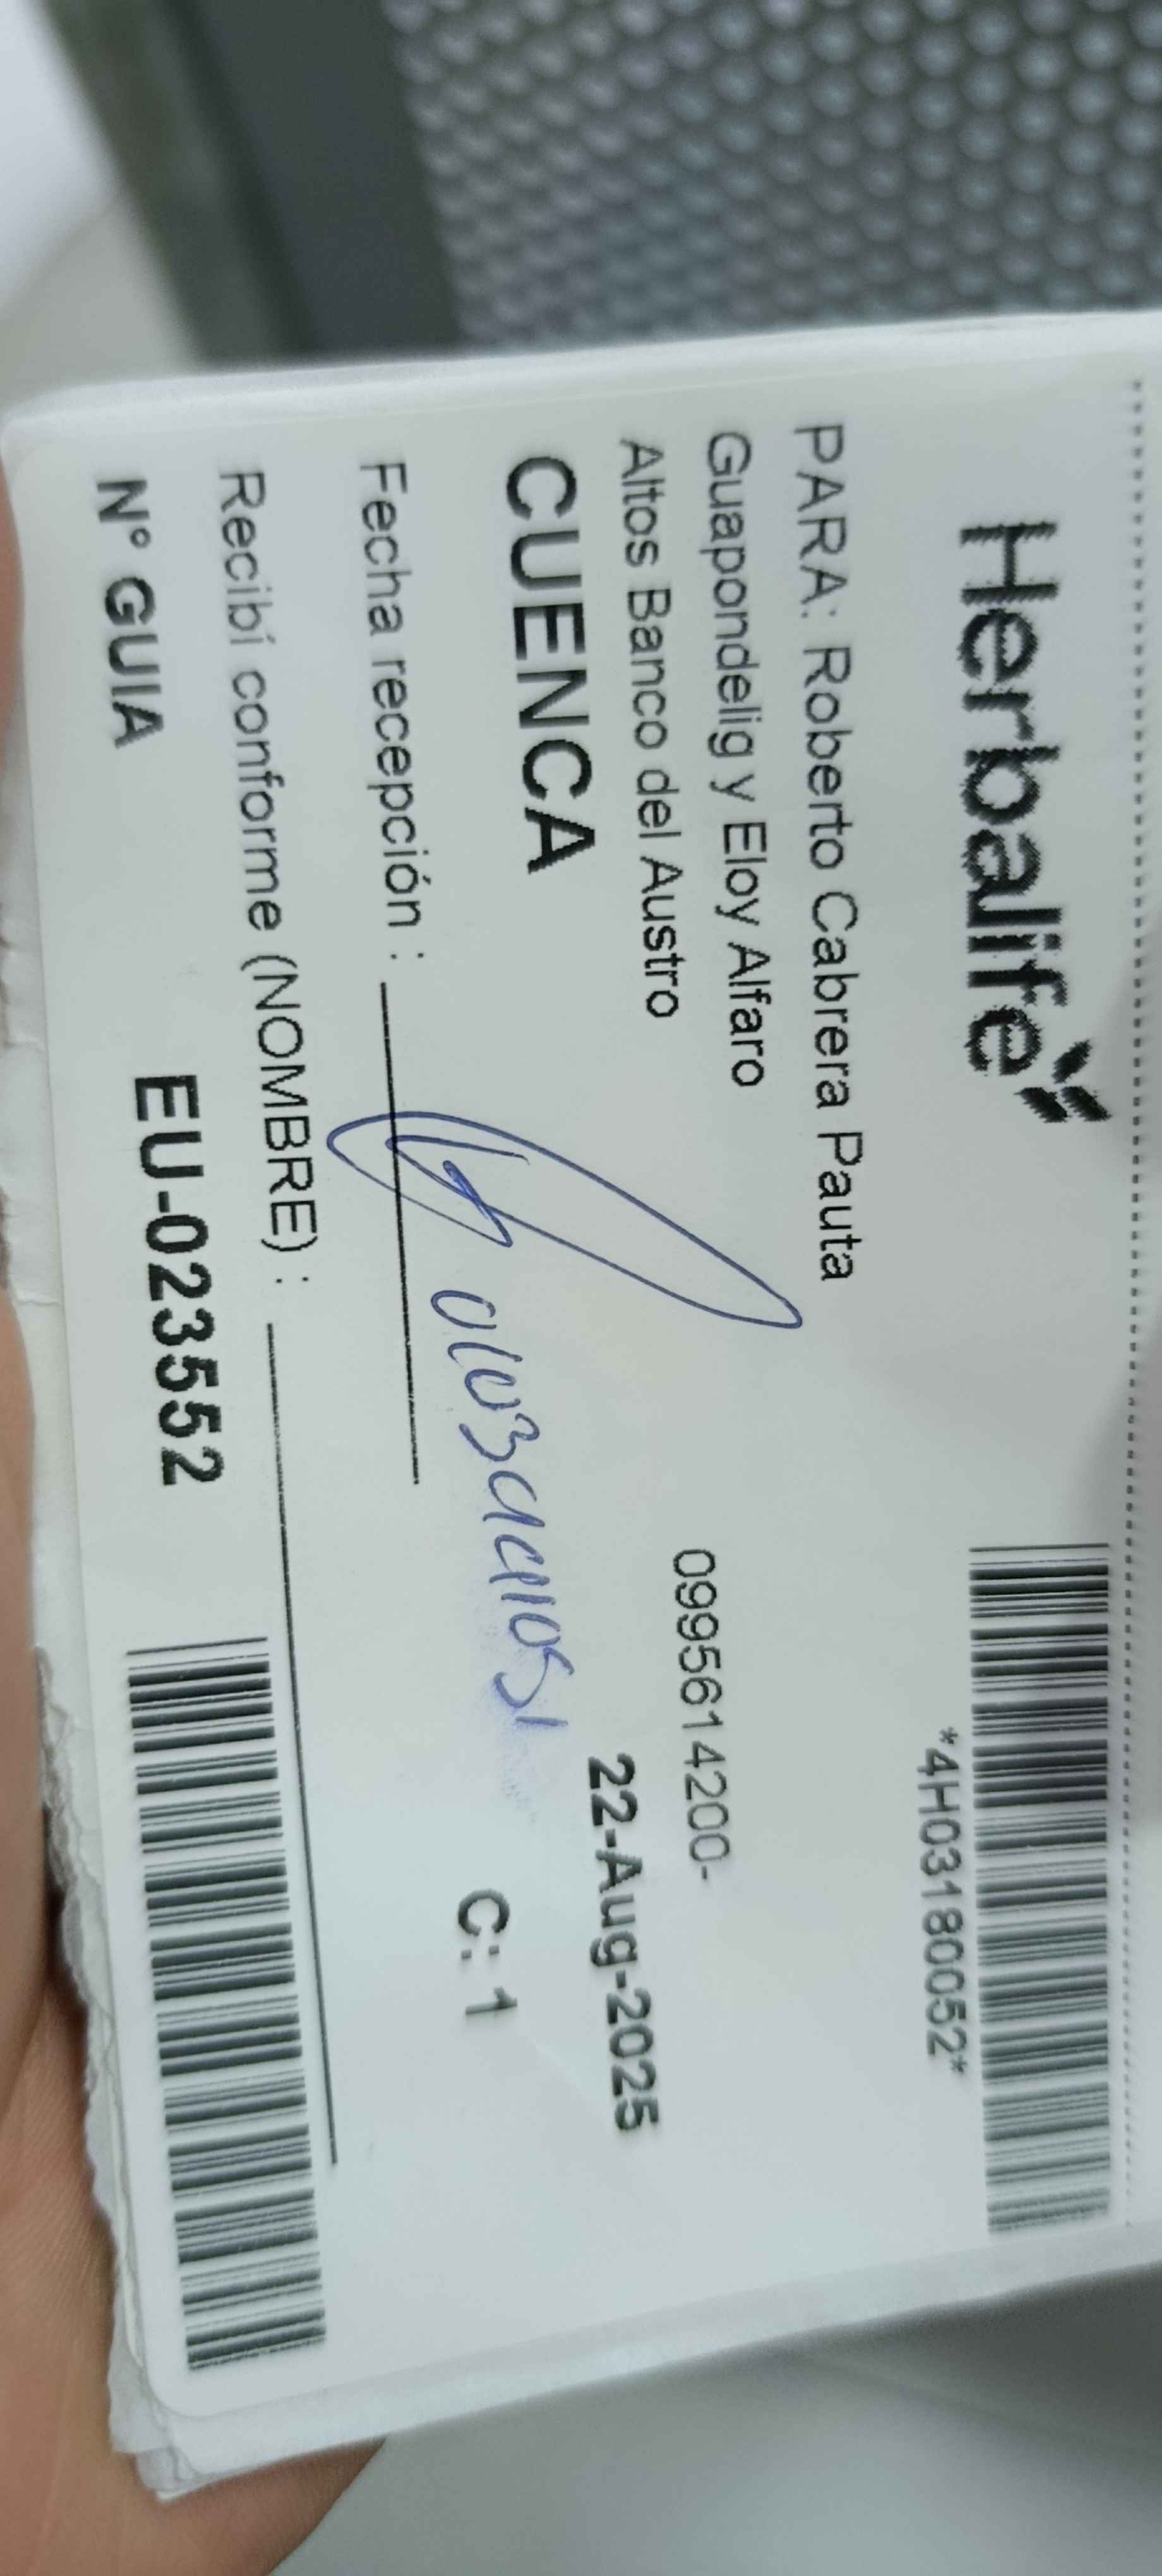 Herbalife
*4H03180052*
PARA: Roberto Cabrera Pauta
Guapondelig y Eloy Alfaro
0995614200-
Altos Banco del Austro
22-Aug-2025
CUENCA
C: 1
Fecha recepción :
Recibí conforme (NOMBRE) :
N° GUIA EU-023552